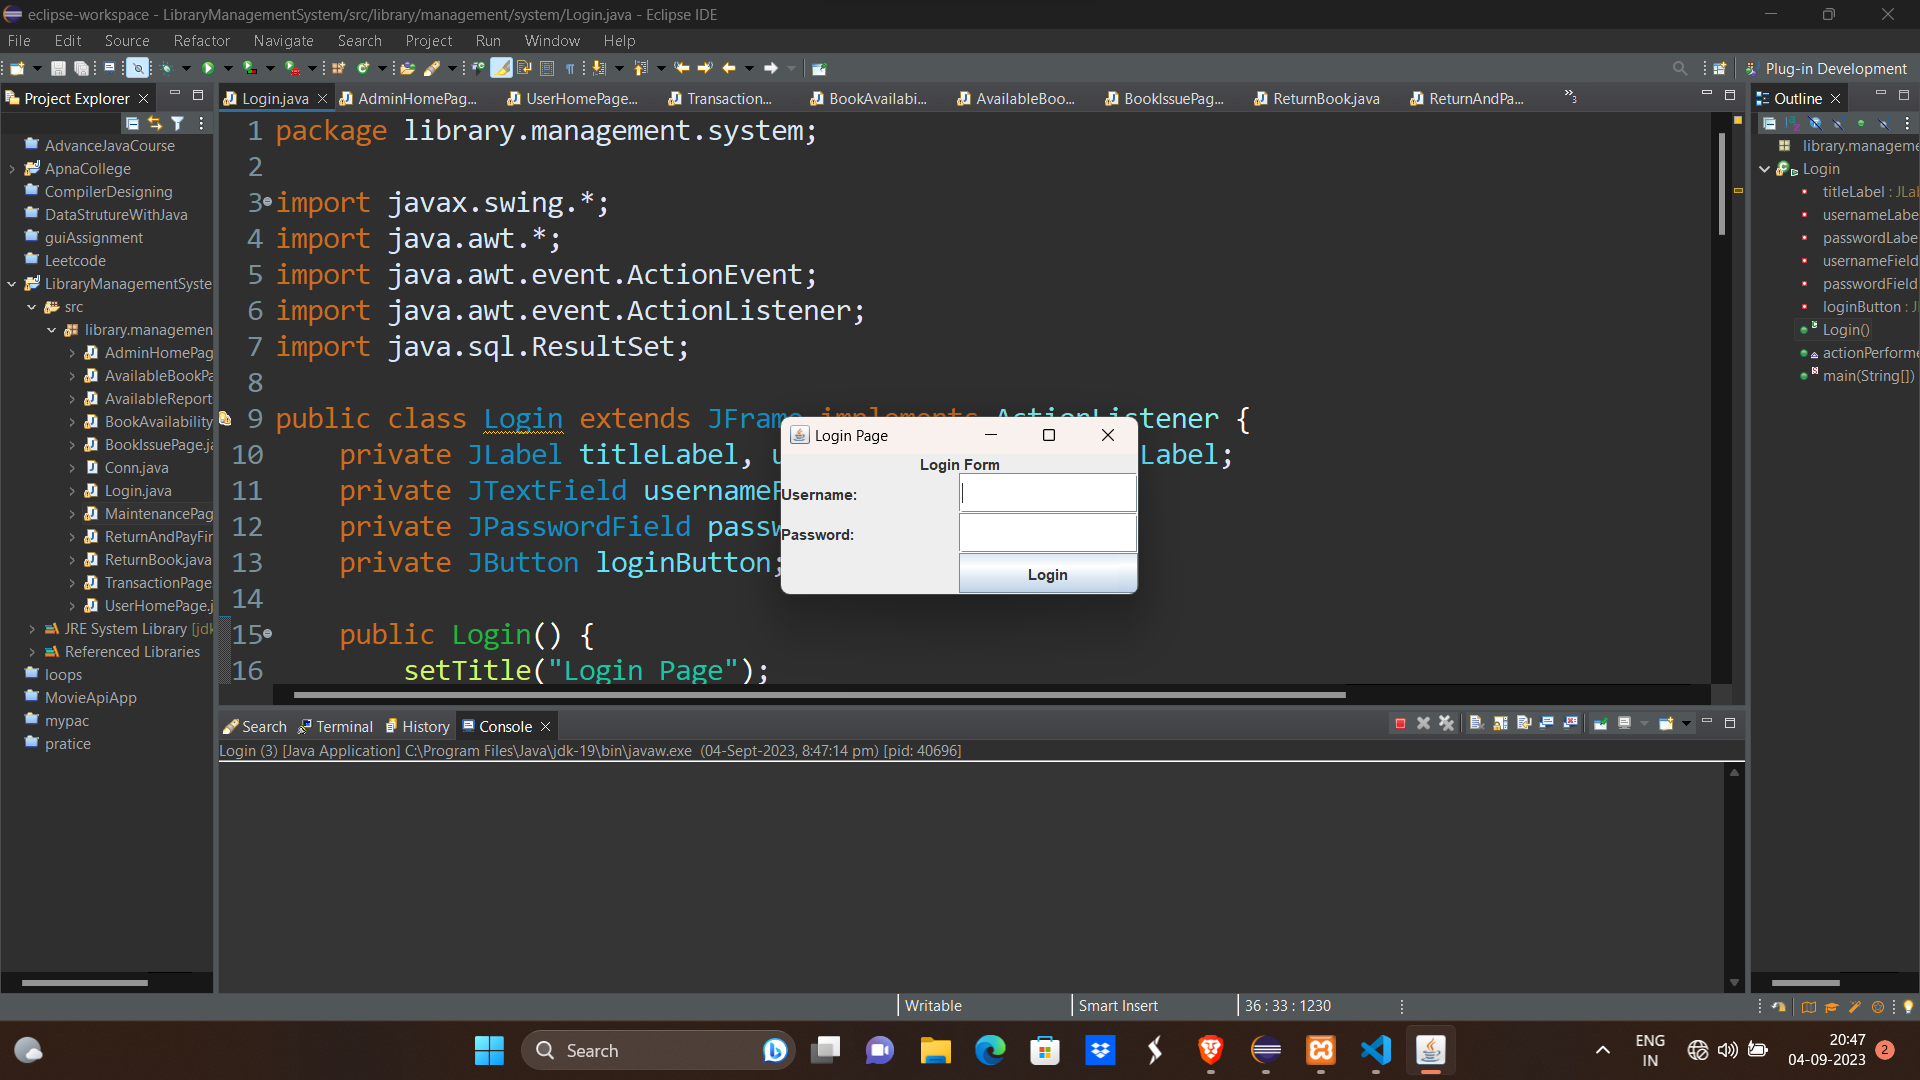 eclipse-workspace - LibraryManagementSystem/src/library/management/system/Login.java - Eclipse IDE
File Edit Source Refactor Navigate Search Project Run Window Help
Plug-in Development
Project Explorer
AdvanceJavaCourse
ApnaCollege
CompilerDesigning
DataStrutureWithJava
guiAssignment
Leetcode
LibraryManagementSyste
src
library.managemen
AdminHomePag
AvailableBookPa
AvailableReport
BookAvailability
BookIssuePage.ja
Conn.java
Login.java
MaintenancePag
ReturnAndPayFir
ReturnBook.java
TransactionPage
UserHomePage.j
JRE System Library [jdk
Referenced Libraries
loops
MovieApiApp
mypac
pratice
Login.java AdminHomePag... UserHomePage... Transaction... BookAvailabi... AvailableBoo... BookIssuePag... ReturnBook.java ReturnAndPa... »3
1 package library.management.system;
2
3 import javax.swing.*;
4 import java.awt.*;
5 import java.awt.event.ActionEvent;
6 import java.awt.event.ActionListener;
7 import java.sql.ResultSet;
8
9 public class Login extends JFrame implements ActionListener {
10 private JLabel titleLabel, u Label;
11 private JTextField usernameF
12 private JPasswordField passw
13 private JButton loginButton;
14
15 public Login() {
16 setTitle("Login Page");
Login Page
Login Form
Username:
Password:
Login
Outline
library.manageme
Login
titleLabel : JLab
usernameLabe
passwordLabe
usernameField
passwordField
loginButton : J
Login()
actionPerforme
main(String[])
Search Terminal History Console
Login (3) [Java Application] C:\Program Files\Java\jdk-19\bin\javaw.exe (04-Sept-2023, 8:47:14 pm) [pid: 40696]
Writable Smart Insert 36 : 33 : 1230
Search
ENG
IN
20:47
04-09-2023
2